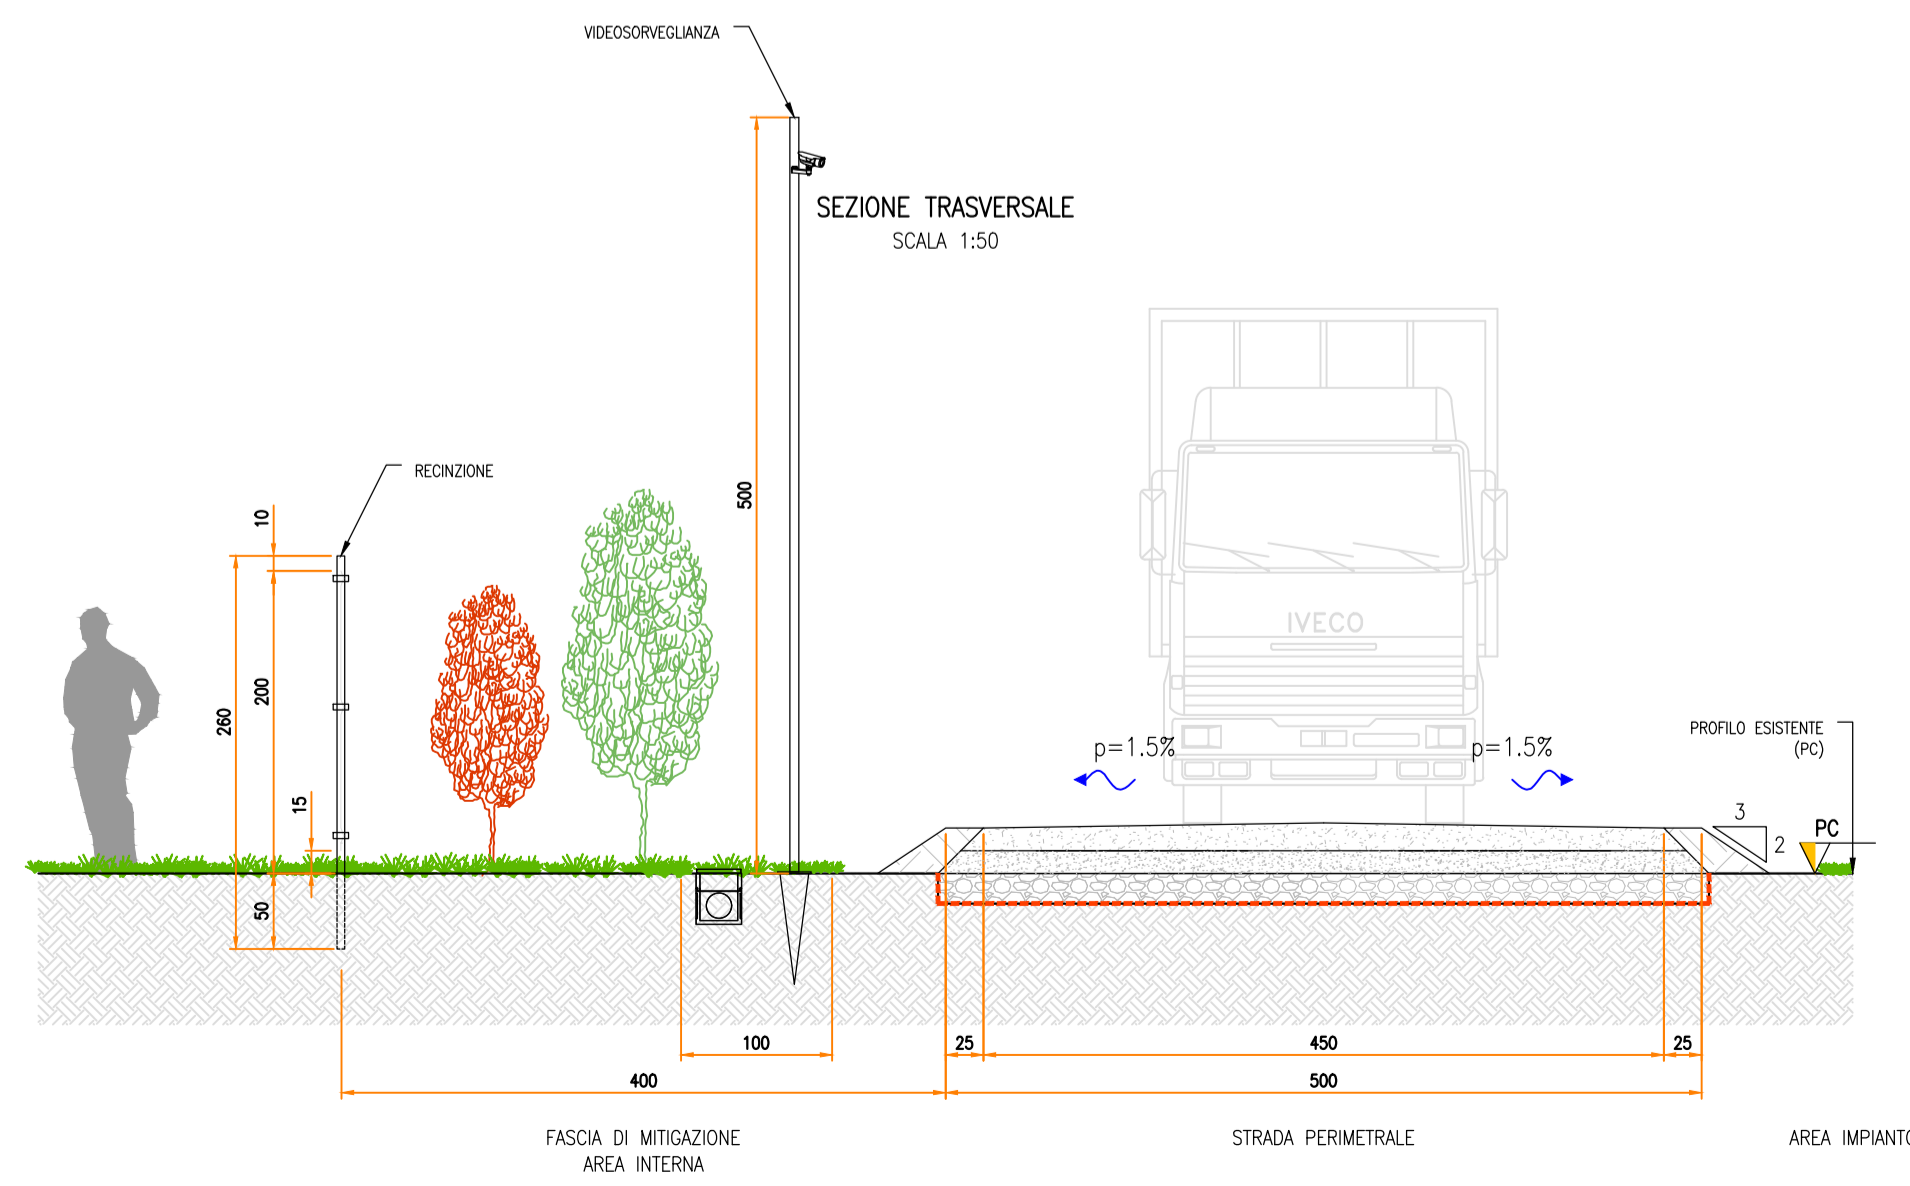 VIDEOSORVEGLIANZA
SEZIONE TRASVERSALE
SCALA 1:50
RECINZIONE
10
500
200
260
15
50
IVECO
p=1.5%
p=1.5%
PROFILO ESISTENTE
(PC)
3
2
PC
100
25
450
25
400
500
FASCIA DI MITIGAZIONE
AREA INTERNA
STRADA PERIMETRALE
AREA IMPIANTO